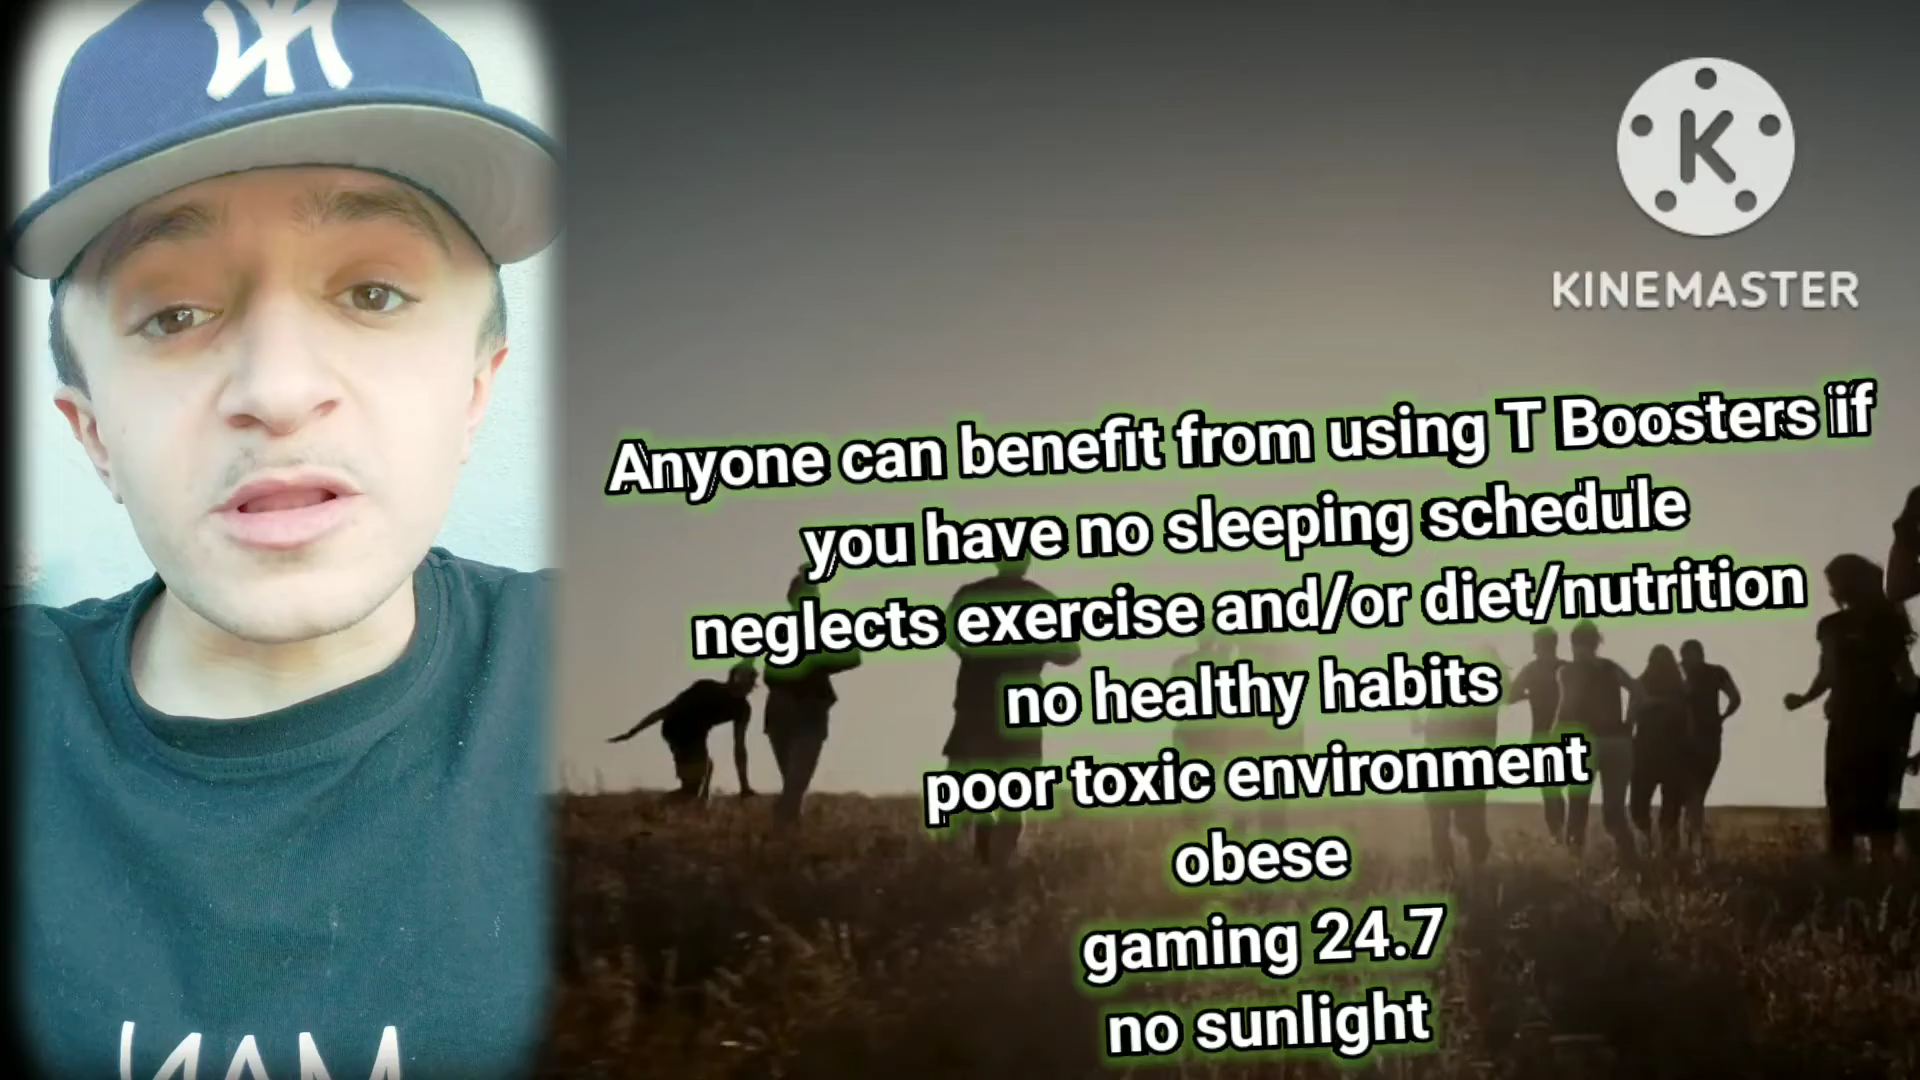 K
KINEMASTER
Anyone can benefit from using T Boosters if
you have no sleeping schedule
neglects exercise and/or diet/nutrition
no healthy habits
poor toxic environment
obese
gaming 24.7
no sunlight